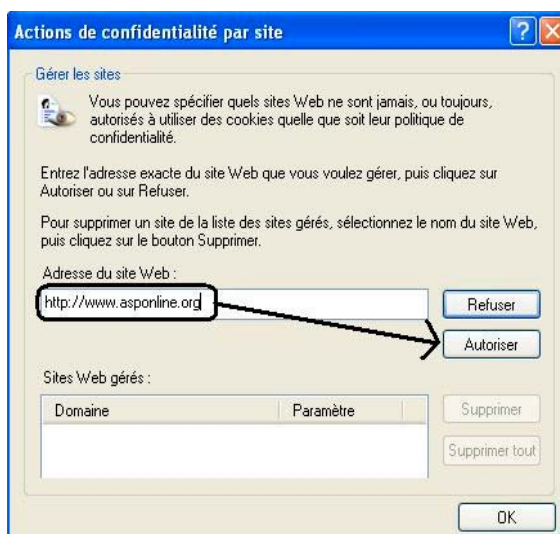 Actions de confidentialité par site
Gérer les sites
Vous pouvez spécifier quels sites Web ne sont jamais, ou toujours,
autorisés à utiliser des cookies quelle que soit leur politique de
confidentialité.
Entrez l'adresse exacte du site Web que vous voulez gérer, puis cliquez sur
Autoriser ou sur Refuser.
Pour supprimer un site de la liste des sites gérés, sélectionnez le nom du site Web,
puis cliquez sur le bouton Supprimer.
Adresse du site Web :
http://www.asponline.org
Refuser
Autoriser
Sites Web gérés :
Domaine Paramètre
Supprimer
Supprimer tout
OK